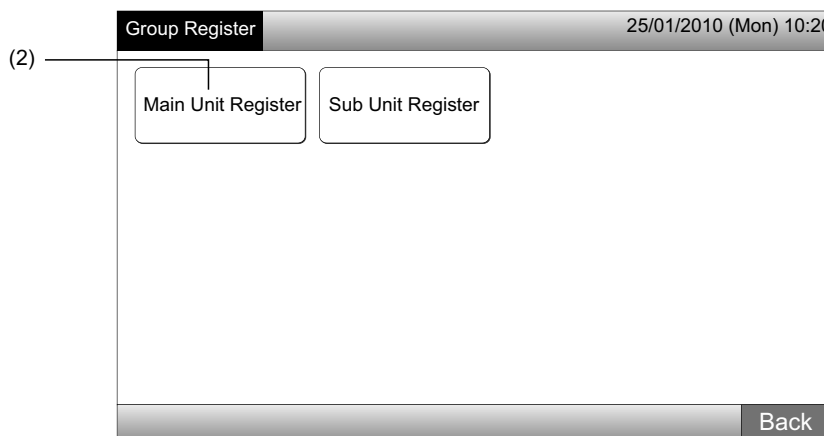 Group Register
25/01/2010 (Mon) 10:20
(2)
Main Unit Register
Sub Unit Register
Back